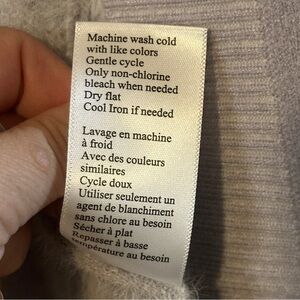 Machine wash cold
with like colors
Gentle cycle
Only non-chlorine
bleach when needed
Dry flat
Cool Iron if needed
Lavage en machine
à froid
Avec des couleurs
similaires
Cycle doux
Utiliser seulement un
agent de blanchiment
sans chlore au besoin
Sécher à plat
Repasser à basse
température au besoin